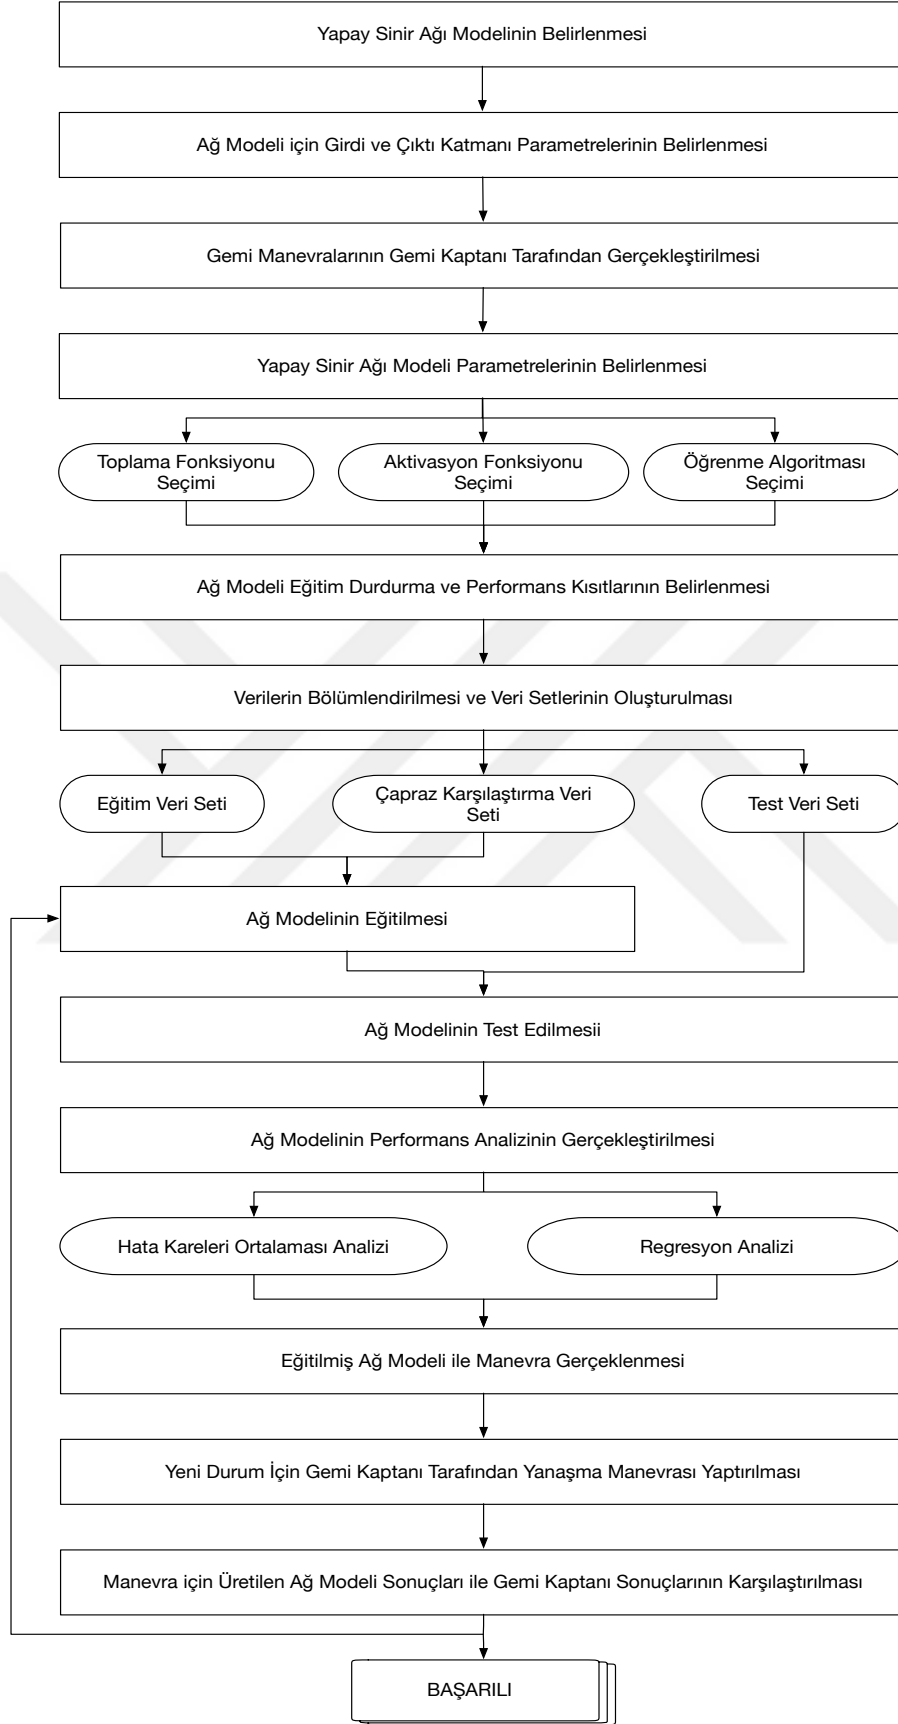 Yapay Sinir Ağı Modelinin Belirlenmesi
Ağ Modeli için Girdi ve Çıktı Katmanı Parametrelerinin Belirlenmesi
Gemi Manevralarının Gemi Kaptanı Tarafından Gerçekleştirilmesi
Yapay Sinir Ağı Modeli Parametrelerinin Belirlenmesi
Toplama Fonksiyonu
Seçimi
Aktivasyon Fonksiyonu
Seçimi
Öğrenme Algoritması
Seçimi
Ağ Modeli Eğitim Durdurma ve Performans Kısıtlarının Belirlenmesi
Verilerin Bölümlendirilmesi ve Veri Setlerinin Oluşturulması
Eğitim Veri Seti
Çapraz Karşılaştırma Veri
Seti
Test Veri Seti
Ağ Modelinin Eğitilmesi
Ağ Modelinin Test Edilmesii
Ağ Modelinin Performans Analizinin Gerçekleştirilmesi
Hata Kareleri Ortalaması Analizi
Regresyon Analizi
Eğitilmiş Ağ Modeli ile Manevra Gerçeklenmesi
Yeni Durum İçin Gemi Kaptanı Tarafından Yanaşma Manevrası Yaptırılması
Manevra için Üretilen Ağ Modeli Sonuçları ile Gemi Kaptanı Sonuçlarının Karşılaştırılması
BAŞARILI